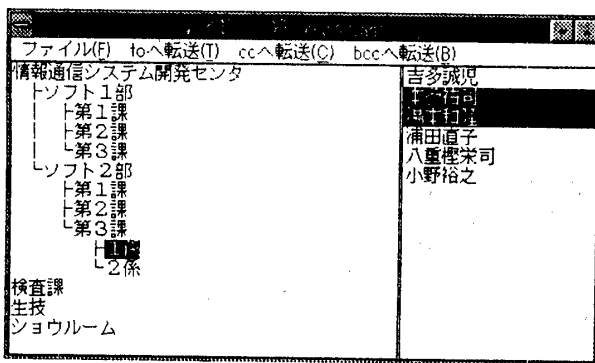 ファイル(F) toへ転送(T) ccへ転送(C) bccへ転送(B)
情報通信システム開発センタ
ソフト1部
第1課
第2課
第3課
ソフト2部
第1課
第2課
第3課
1係
2係
検査課
生技
ショウルーム
吉多誠児
浦田直子
八重樫栄司
小野裕之